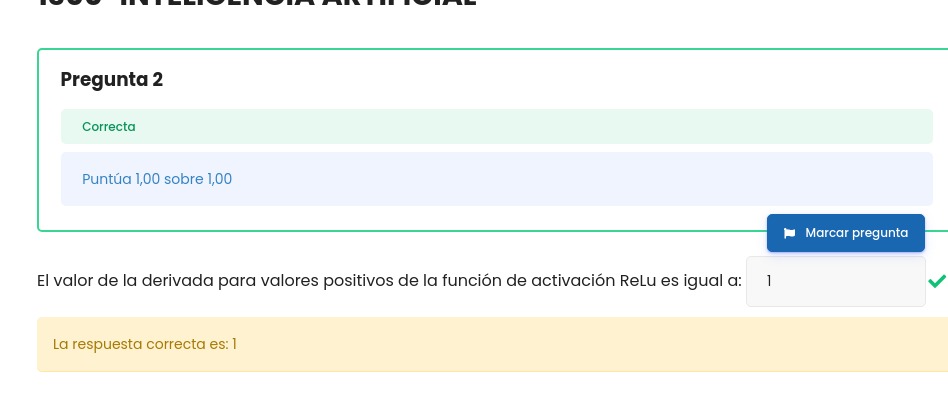 INTELIGENCIA ARTIFICIAL
Pregunta 2
Correcta
Puntúa 1,00 sobre 1,00
Marcar pregunta
El valor de la derivada para valores positivos de la función de activación ReLu es igual a: 1
La respuesta correcta es: 1